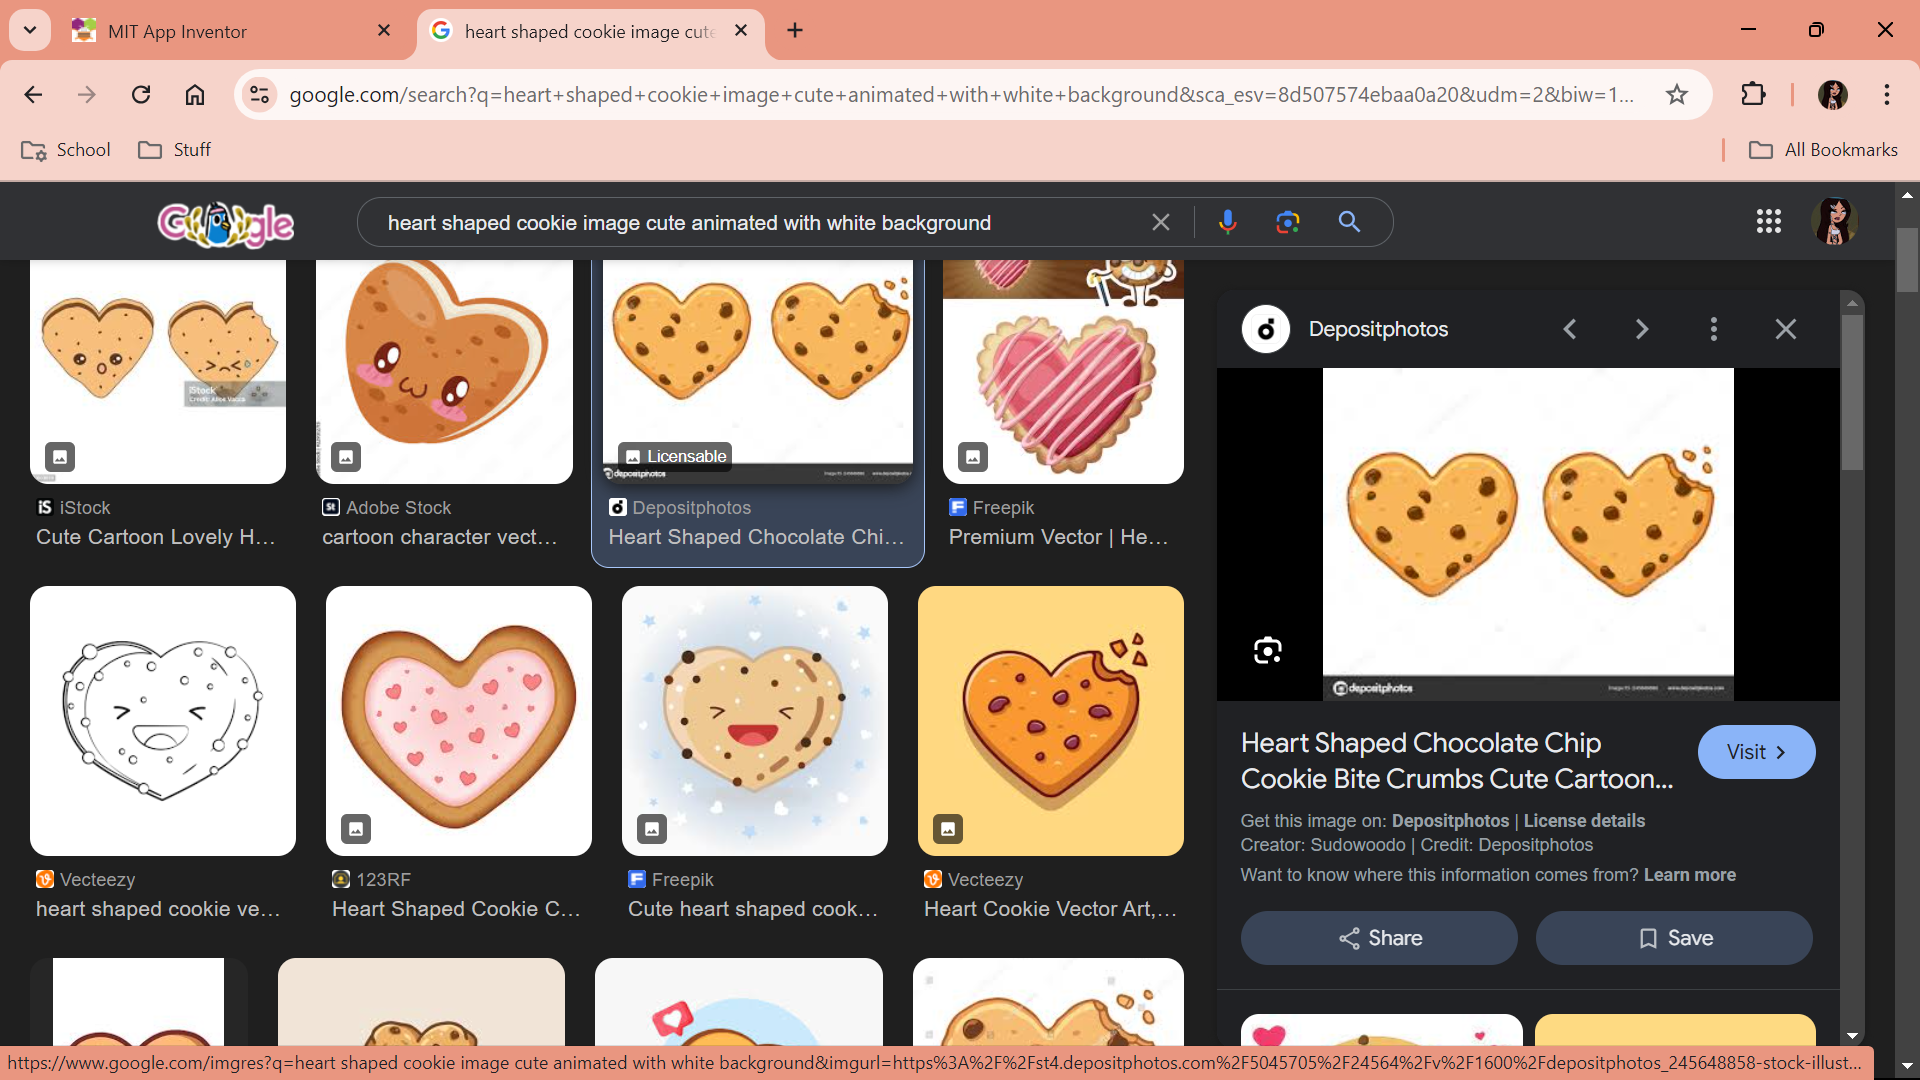 MIT App Inventor
heart shaped cookie image cute
google.com/search?q=heart+shaped+cookie+image+cute+animated+with+white+background&sca_esv=8d507574ebaa0a20&udm=2&biw=1...
School
Stuff
All Bookmarks
Google
heart shaped cookie image cute animated with white background
iStock
Credit: Alice Vacca
Licensable
depositphotos
iStock
Cute Cartoon Lovely H...
Adobe Stock
cartoon character vect...
Depositphotos
Heart Shaped Chocolate Chi...
Freepik
Premium Vector | He...
Vecteezy
heart shaped cookie ve...
123RF
Heart Shaped Cookie C...
Freepik
Cute heart shaped cook...
Vecteezy
Heart Cookie Vector Art,...
Depositphotos
depositphotos
Heart Shaped Chocolate Chip
Cookie Bite Crumbs Cute Cartoon...
Visit
Get this image on: Depositphotos | License details
Creator: Sudowoodo | Credit: Depositphotos
Want to know where this information comes from? Learn more
Share
Save
https://www.google.com/imgres?q=heart shaped cookie image cute animated with white background&imgurl=https%3A%2F%2Fst4.depositphotos.com%2F5045705%2F24564%2Fv%2F1600%2Fdepositphotos_245648858-stock-illust...